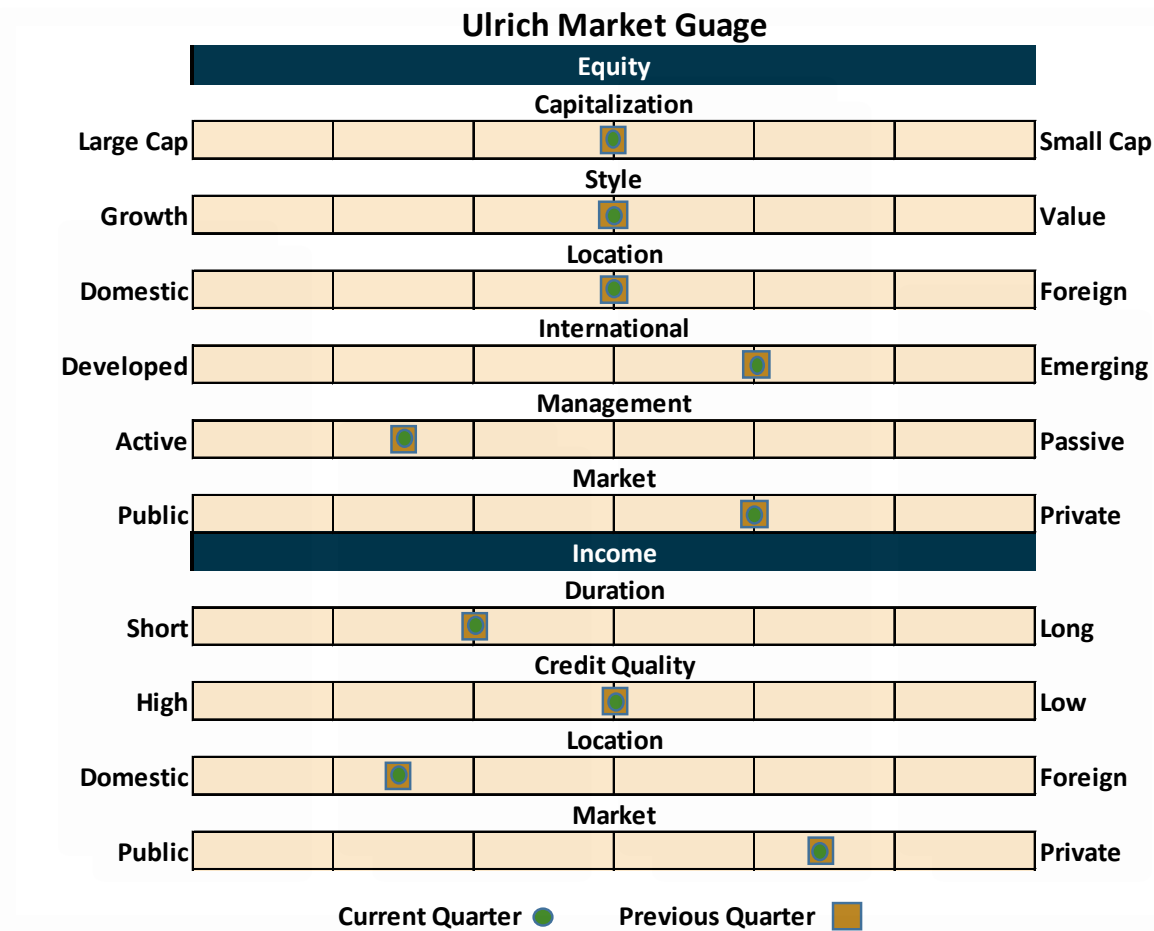 Ulrich Market Guage
Equity
Capitalization
Large Cap Small Cap
Style
Growth Value
Location
Domestic Foreign
International
Developed Emerging
Management
Active Passive
Market
Public Private
Income
Duration
Short Long
Credit Quality
High Low
Location
Domestic Foreign
Market
Public Private
Current Quarter Previous Quarter